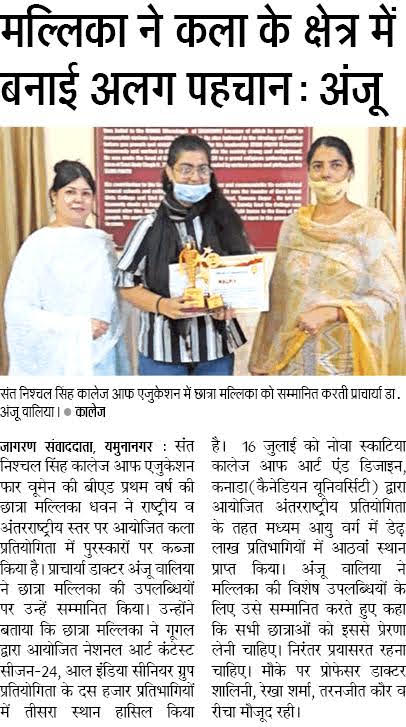 मल्लिका ने कला के क्षेत्र में
बनाई अलग पहचान : अंजू
संत निश्चल सिंह कालेज आफ एजुकेशन में छात्रा मल्लिका को सम्मानित करती प्राचार्या डा.
अंजू वालिया। ● कालेज
जागरण संवाददाता, यमुनानगर : संत
निश्चल सिंह कालेज आफ एजुकेशन
फार वूमेन की बीएड प्रथम वर्ष की
छात्रा मल्लिका धवन ने राष्ट्रीय व
अंतरराष्ट्रीय स्तर पर आयोजित कला
प्रतियोगिता में पुरस्कारों पर कब्जा
किया है। प्राचार्या डाक्टर अंजू वालिया
ने छात्रा मल्लिका की उपलब्धियों
पर उन्हें सम्मानित किया। उन्होंने
बताया कि छात्रा मल्लिका ने गूगल
द्वारा आयोजित नेशनल आर्ट कंटेस्ट
सीजन-24, आल इंडिया सीनियर ग्रुप
प्रतियोगिता के दस हजार प्रतिभागियों
में तीसरा स्थान हासिल किया
है। 16 जुलाई को नोवा स्काटिया
कालेज आफ आर्ट एंड डिजाइन,
कनाडा(कैनेडियन यूनिवर्सिटी) द्वारा
आयोजित अंतरराष्ट्रीय प्रतियोगिता
के तहत मध्यम आयु वर्ग में डेढ़
लाख प्रतिभागियों में आठवां स्थान
प्राप्त किया। अंजू वालिया ने
मल्लिका की विशेष उपलब्धियों के
लिए उसे सम्मानित करते हुए कहा
कि सभी छात्राओं को इससे प्रेरणा
लेनी चाहिए। निरंतर प्रयासरत रहना
चाहिए। मौके पर प्रोफेसर डाक्टर
शालिनी, रेखा शर्मा, तरनजीत कौर व
रीचा मौजूद रही।